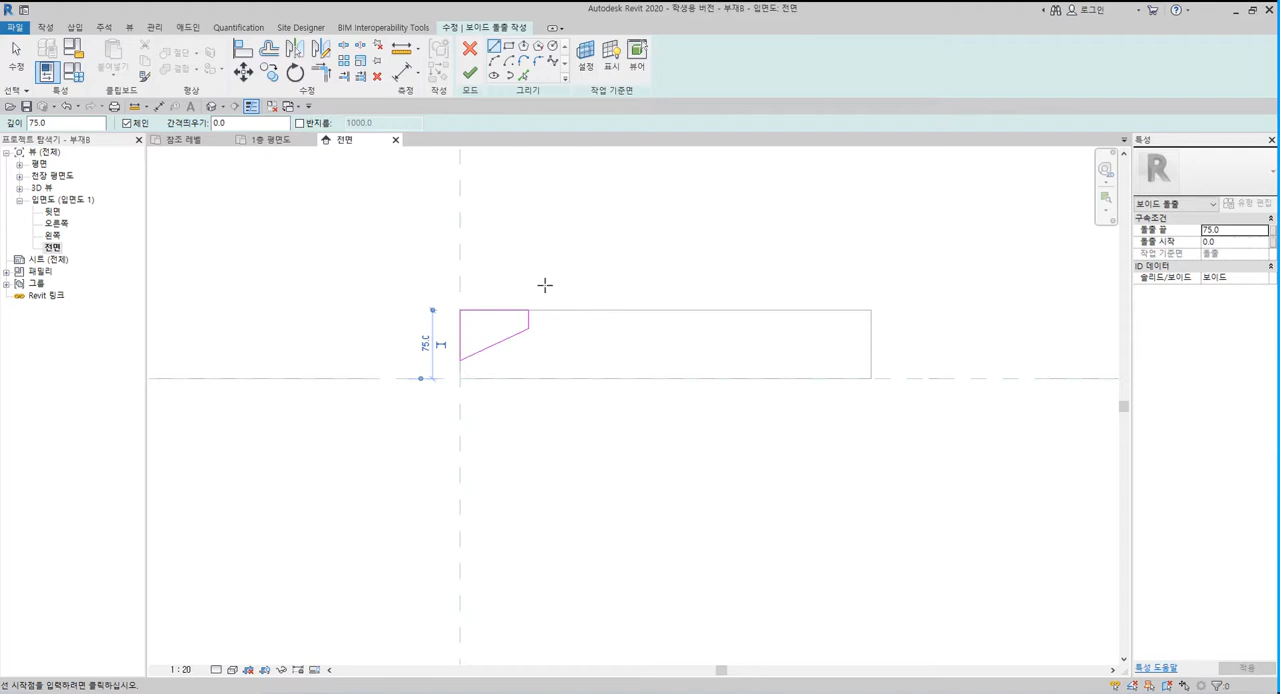 Autodesk Revit 2020 - 학생용 버전 - 부재B - 입면도: 전면
로그인
파일 작성 삽입 주석 뷰 관리 애드인 Quantification Site Designer BIM Interoperability Tools 수정 | 보이드 돌출 작성
수정
붙여넣기
절단
결합
설정 표시 뷰어
선택 특성 클립보드 형상 수정 측정 작성 모드 그리기 작업 기준면
깊이 75.0 체인 간격띄우기: 0.0 반지름: 1000.0
프로젝트 탐색기 - 부재B
참조 레벨
1층 평면도
전면
특성
뷰 (전체)
평면
천장 평면도
3D 뷰
입면도 (입면도 1)
뒷면
오른쪽
왼쪽
전면
시트 (전체)
패밀리
그룹
Revit 링크
75.0
보이드 돌출 유형 편집
구속조건
돌출 끝 75.0
돌출 시작 0.0
작업 기준면 돌출
ID 데이터
솔리드/보이드 보이드
특성 도움말 적용
1 : 20
선 시작점을 입력하려면 클릭하십시오.
:0